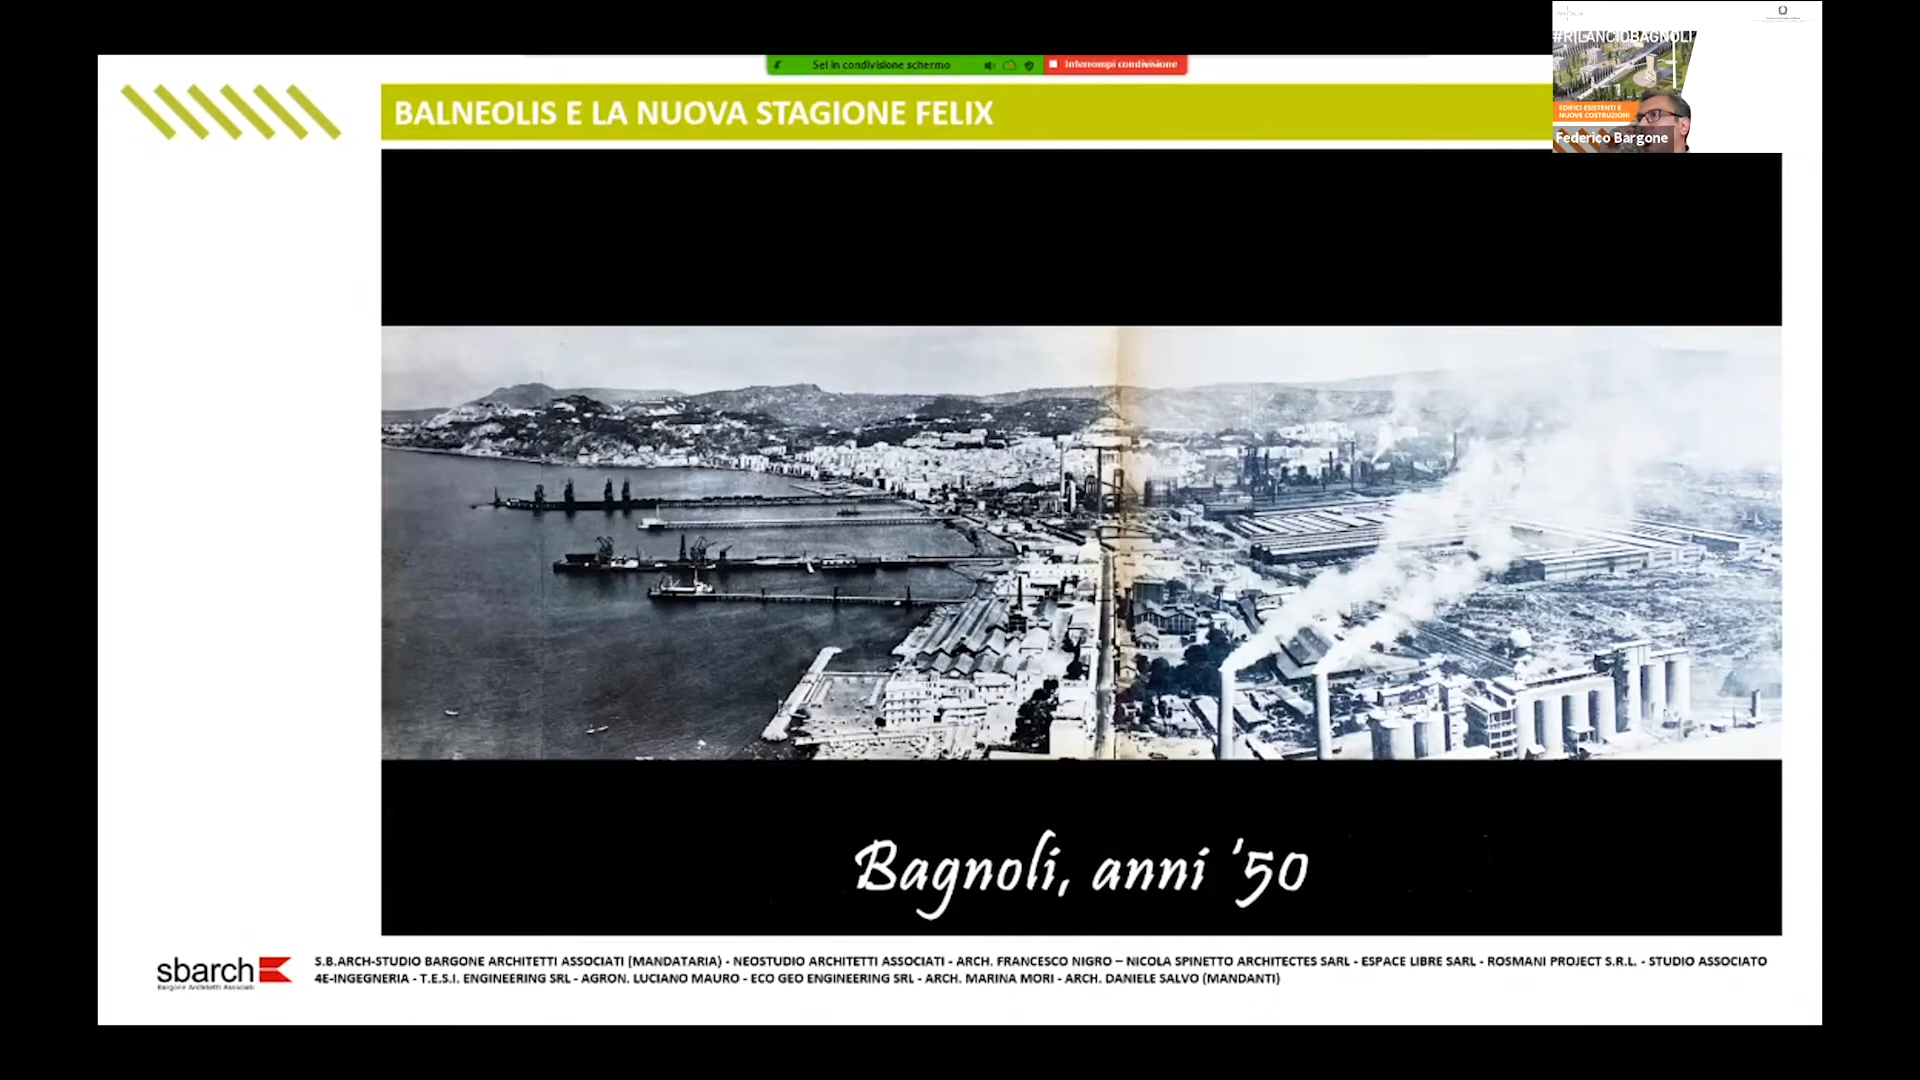 Sei in condivisione schermo
Interrompi condivisione
#RILANCIOBAGNOLI
EDIFICI ESISTENTI E
NUOVE COSTRUZIONI
Federico Bargone
BALNEOLIS E LA NUOVA STAGIONE FELIX
Bagnoli, anni '50
sbarch
Bargone Architetti Associati
S.B.ARCH-STUDIO BARGONE ARCHITETTI ASSOCIATI (MANDATARIA) - NEOSTUDIO ARCHITETTI ASSOCIATI - ARCH. FRANCESCO NIGRO – NICOLA SPINETTO ARCHITECTES SARL - ESPACE LIBRE SARL - ROSMANI PROJECT S.R.L. - STUDIO ASSOCIATO
4E-INGEGNERIA - T.E.S.I. ENGINEERING SRL - AGRON. LUCIANO MAURO - ECO GEO ENGINEERING SRL - ARCH. MARINA MORI - ARCH. DANIELE SALVO (MANDANTI)